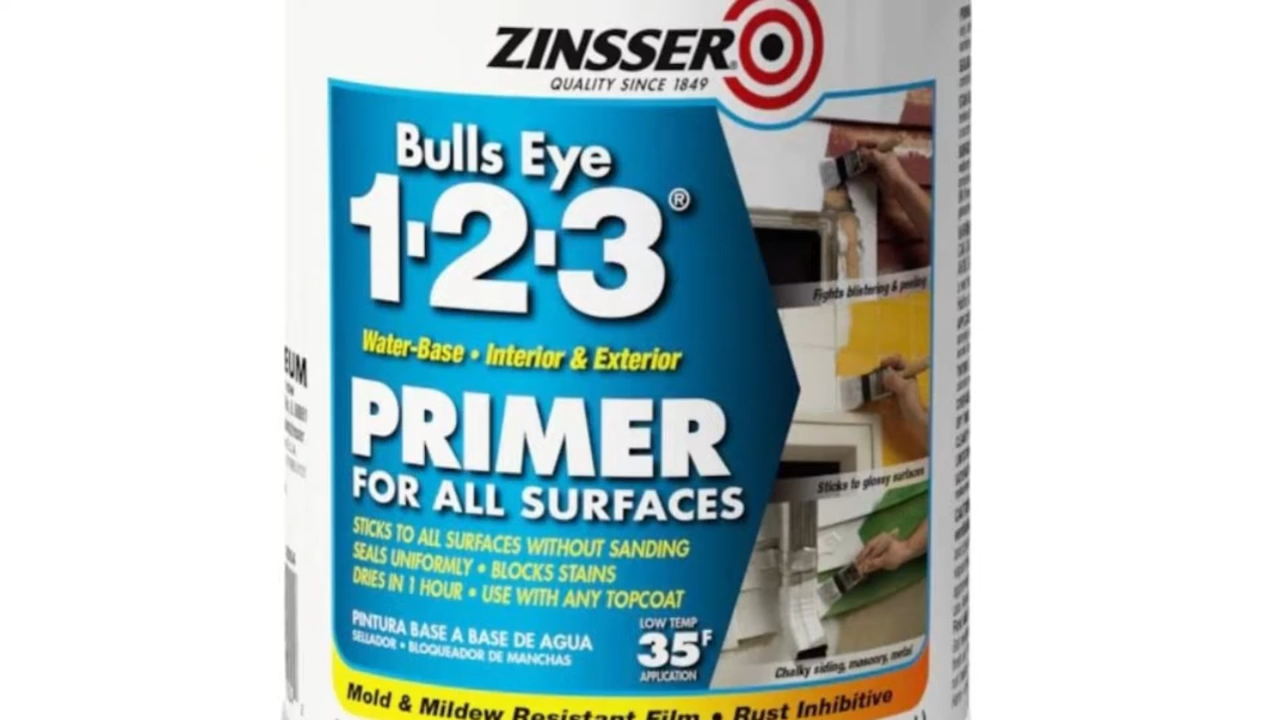 ZINSSER®
QUALITY SINCE 1849
Bulls Eye
1·2·3®
Water-Base • Interior & Exterior
PRIMER
FOR ALL SURFACES
STICKS TO ALL SURFACES WITHOUT SANDING
SEALS UNIFORMLY • BLOCKS STAINS
DRIES IN 1 HOUR • USE WITH ANY TOPCOAT
PINTURA BASE A BASE DE AGUA
SELLADOR • BLOQUEADOR DE MANCHAS
LOW TEMP
35F
APPLICATION
Fights blistering & peeling
Sticks to glossy surfaces
Chalky siding, masonry, metal
Mold & Mildew Resistant Film • Rust Inhibitive
EUM